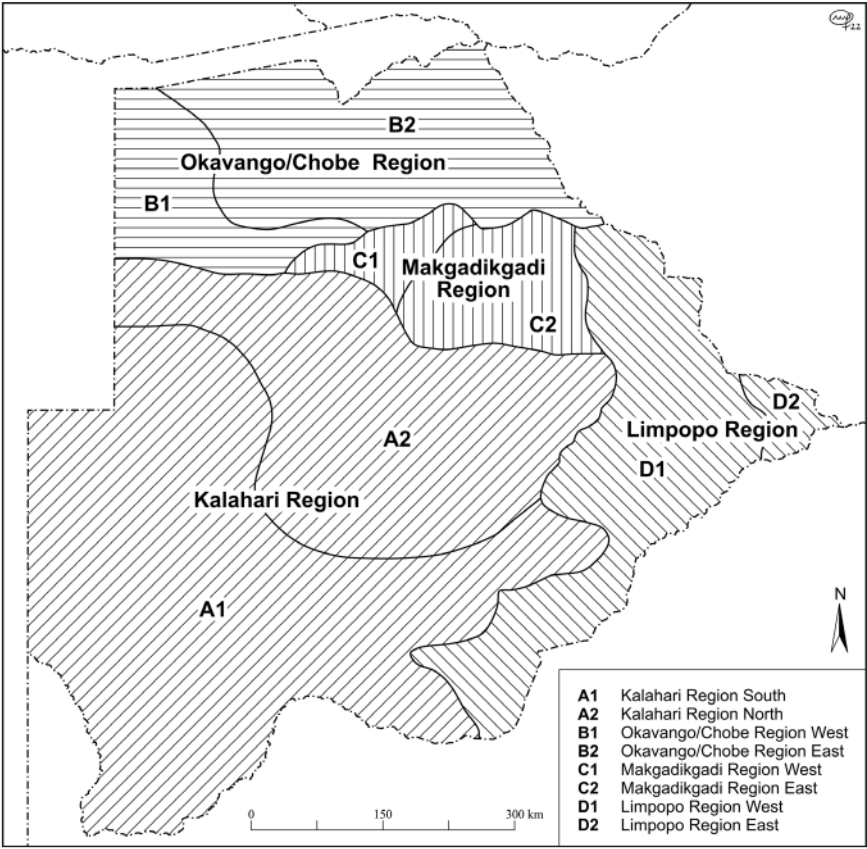 22
B2
Okavango/Chobe Region
B1
C1
Makgadikgadi
Region
C2
D2
A2
Limpopo Region
D1
Kalahari Region
A1
N
A1 Kalahari Region South
A2 Kalahari Region North
B1 Okavango/Chobe Region West
B2 Okavango/Chobe Region East
C1 Makgadikgadi Region West
C2 Makgadikgadi Region East
D1 Limpopo Region West
D2 Limpopo Region East
0 150 300 km